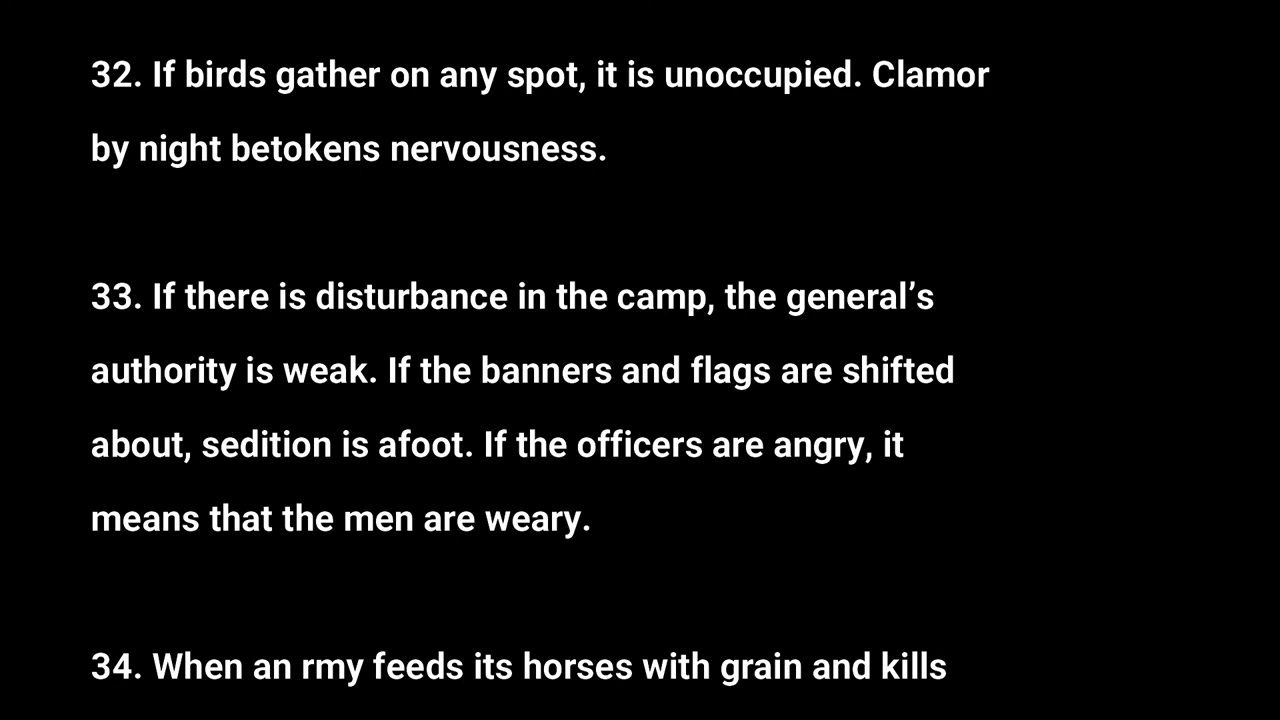 32. If birds gather on any spot, it is unoccupied. Clamor
by night betokens nervousness.
33. If there is disturbance in the camp, the general’s
authority is weak. If the banners and flags are shifted
about, sedition is afoot. If the officers are angry, it
means that the men are weary.
34. When an rmy feeds its horses with grain and kills